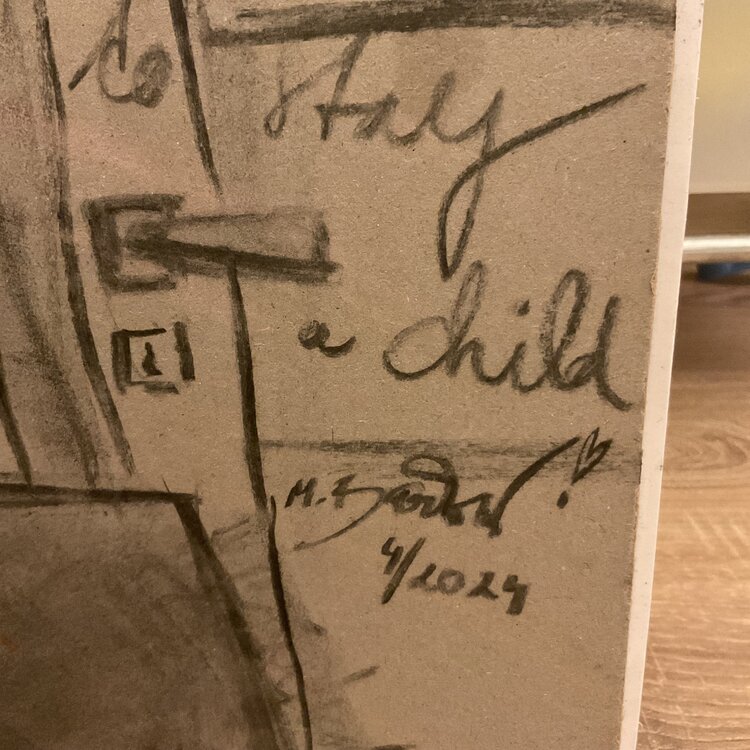 to stay
a child
!
M.
4/2024